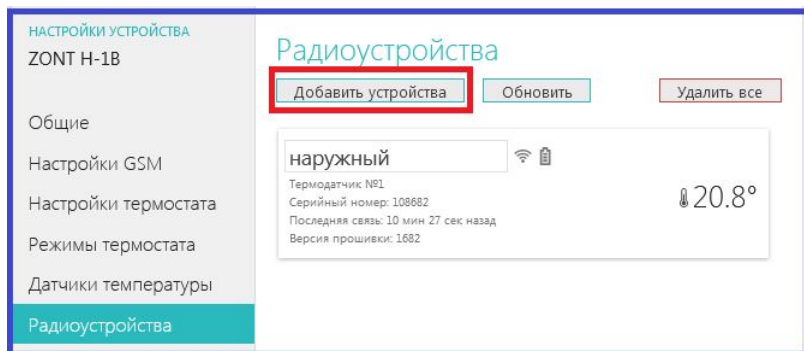 НАСТРОЙКИ УСТРОЙСТВА
ZONT H-1B
Общие
Настройки GSM
Настройки термостата
Режимы термостата
Датчики температуры
Радиоустройства
Радиоустройства
Добавить устройства Обновить Удалить все
наружный
Термодатчик №1
Серийный номер: 108682
Последняя связь: 10 мин 27 сек назад
Версия прошивки: 1682
20.8°